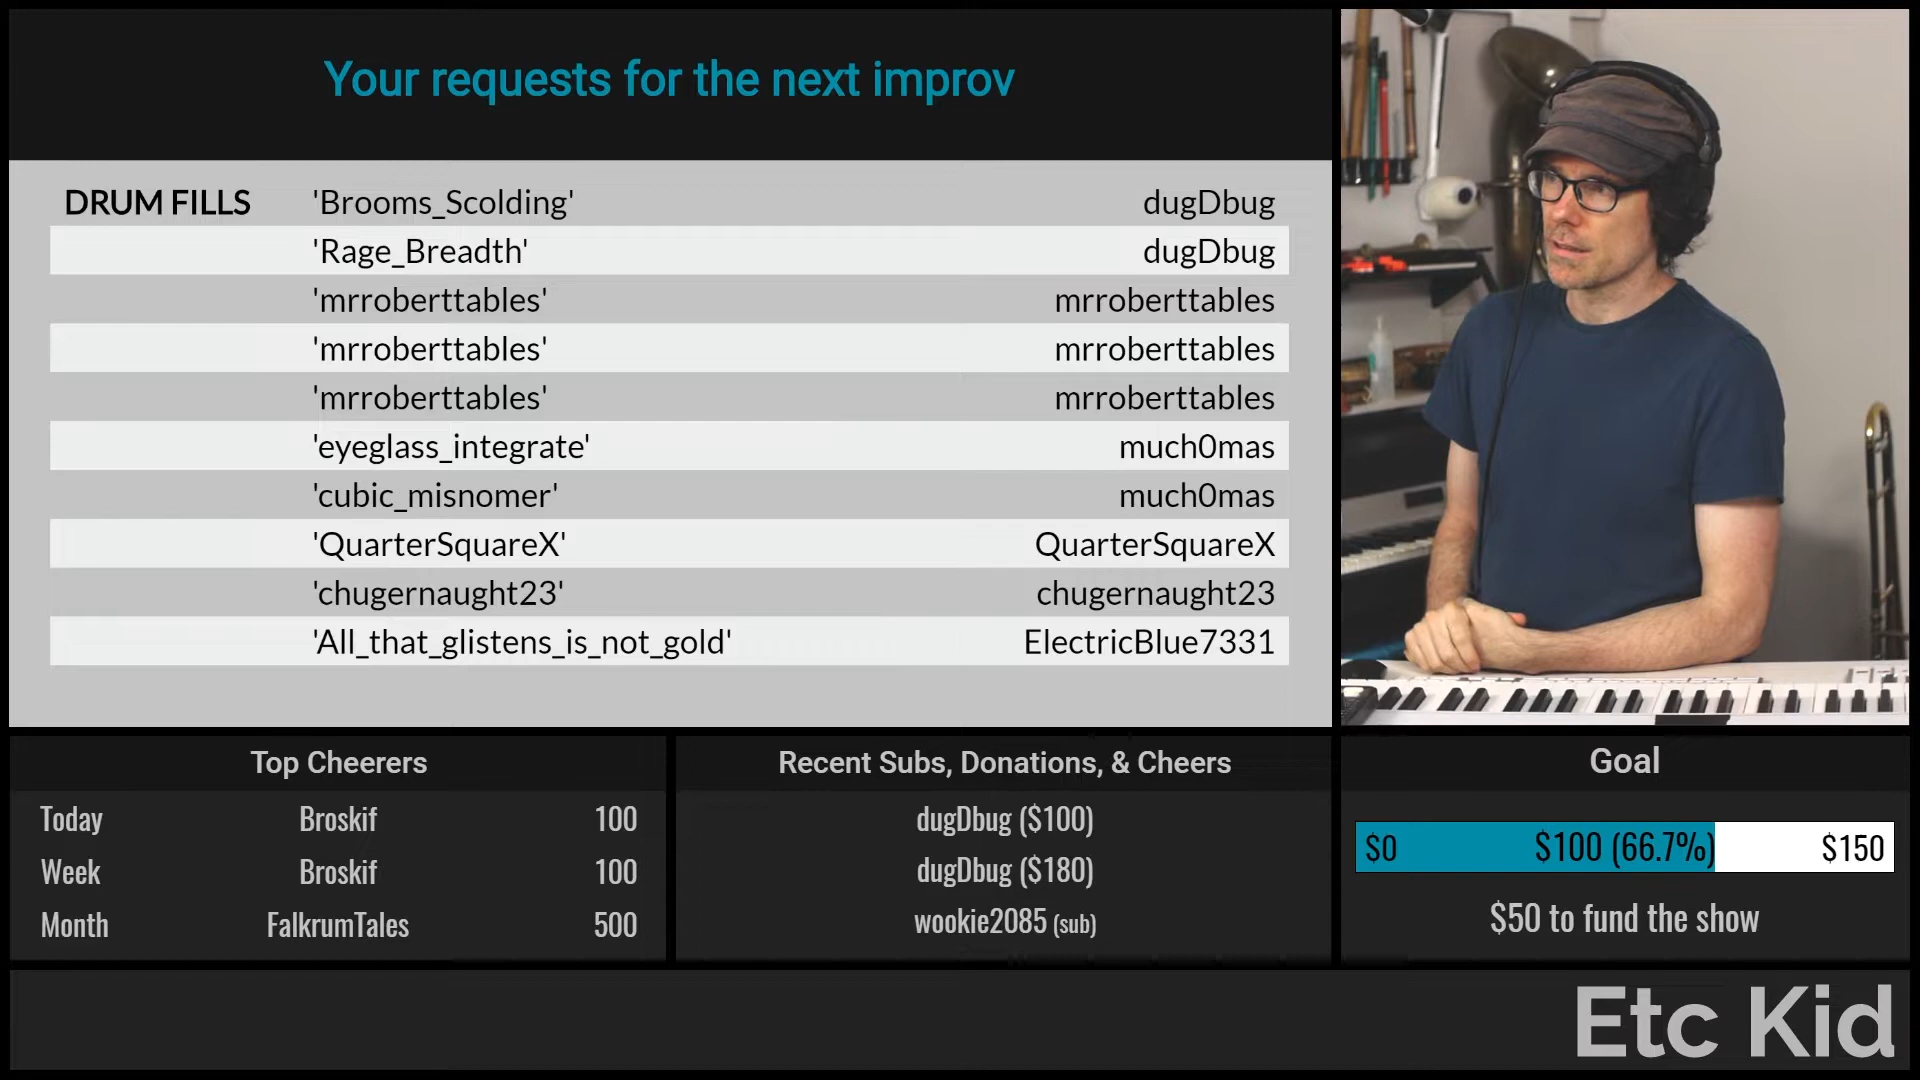 Your requests for the next improv
DRUM FILLS 'Brooms_Scolding' dugDbug
'Rage_Breadth' dugDbug
'mrroberttables' mrroberttables
'mrroberttables' mrroberttables
'mrroberttables' mrroberttables
'eyeglass_integrate' much0mas
'cubic_misnomer' much0mas
'QuarterSquareX' QuarterSquareX
'chugernaught23' chugernaught23
'All_that_glistens_is_not_gold' ElectricBlue7331
Top Cheerers
Today Broskif 100
Week Broskif 100
Month FalkrumTales 500
Recent Subs, Donations, & Cheers
dugDbug ($100)
dugDbug ($180)
wookie2085 (sub)
Goal
$0 $100 (66.7%) $150
$50 to fund the show
Etc Kid